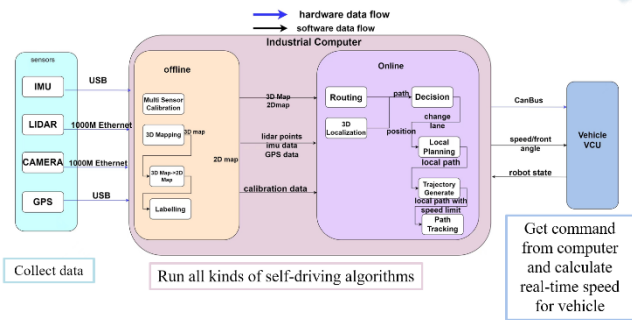 hardware data flow
software data flow
Industrial Computer
sensors
IMU
LIDAR
CAMERA
GPS
USB
1000M Ethernet
1000M Ethernet
USB
offline
Multi Sensor
Calibration
3D Mapping
3D map
3D Map->2D
Map
Labelling
2D map
3D Map
2Dmap
lidar points
imu data
GPS data
calibration data
Online
Routing
path
Decision
3D
Localization
position
change
lane
Local
Planning
local path
Trajectory
Generate
local path with
speed limit
Path
Tracking
CanBus
speed/front
angle
robot state
Vehicle
VCU
Collect data
Run all kinds of self-driving algorithms
Get command
from computer
and calculate
real-time speed
for vehicle